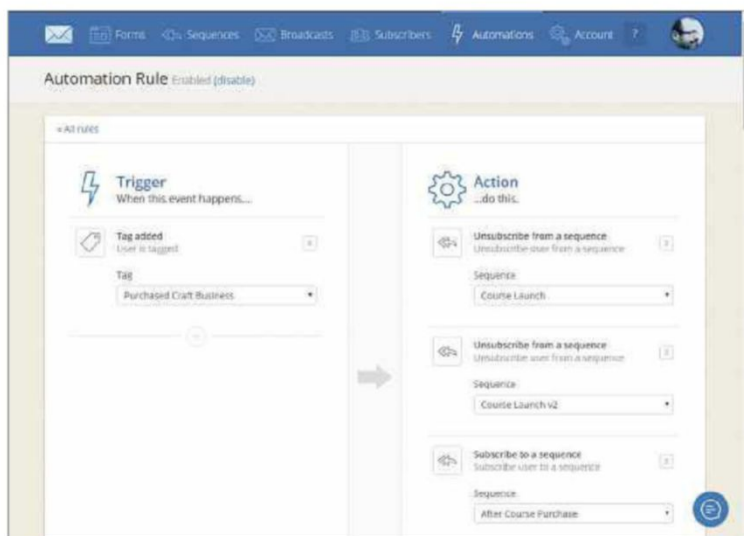 Forms Sequences Broadcasts Subscribers Automations Account ?
Automation Rule Enabled (disable)
« All rules
Trigger
When this event happens...
Tag added
User is tagged
Tag
Purchased Craft Business
Action
...do this.
Unsubscribe from a sequence
Unsubscribe user from a sequence
Sequence
Course Launch
Unsubscribe from a sequence
Unsubscribe user from a sequence
Sequence
Course Launch v2
Subscribe to a sequence
Subscribe user to a sequence
Sequence
After Course Purchase